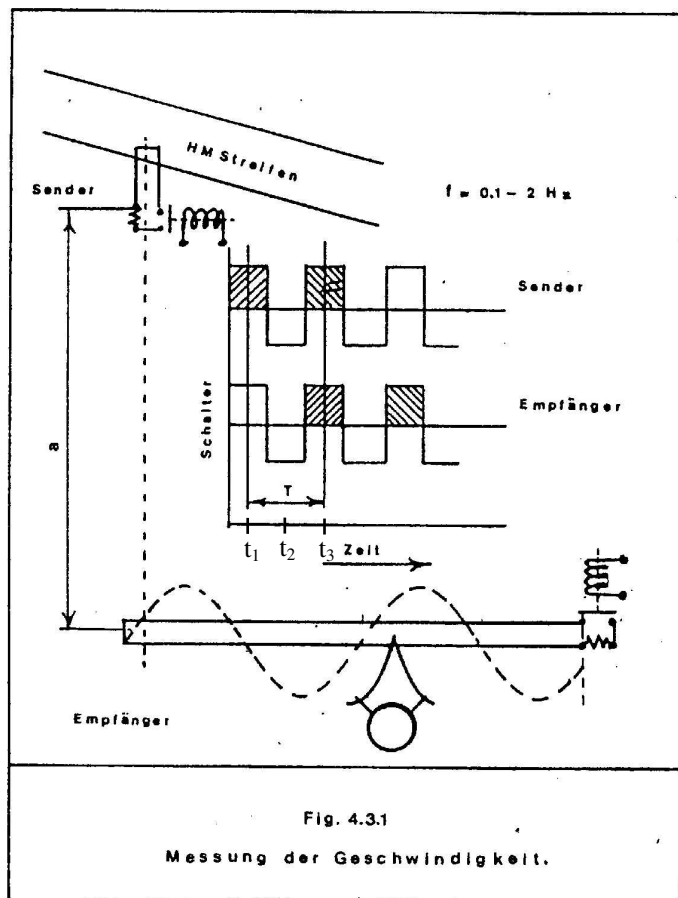 HM Streifen
Sender
f = 0.1 - 2 Hz
Sender
Schalter
Empfänger
a
T
t1 t2 t3 Zeit
Empfänger
Fig. 4.3.1
Messung der Geschwindigkeit.